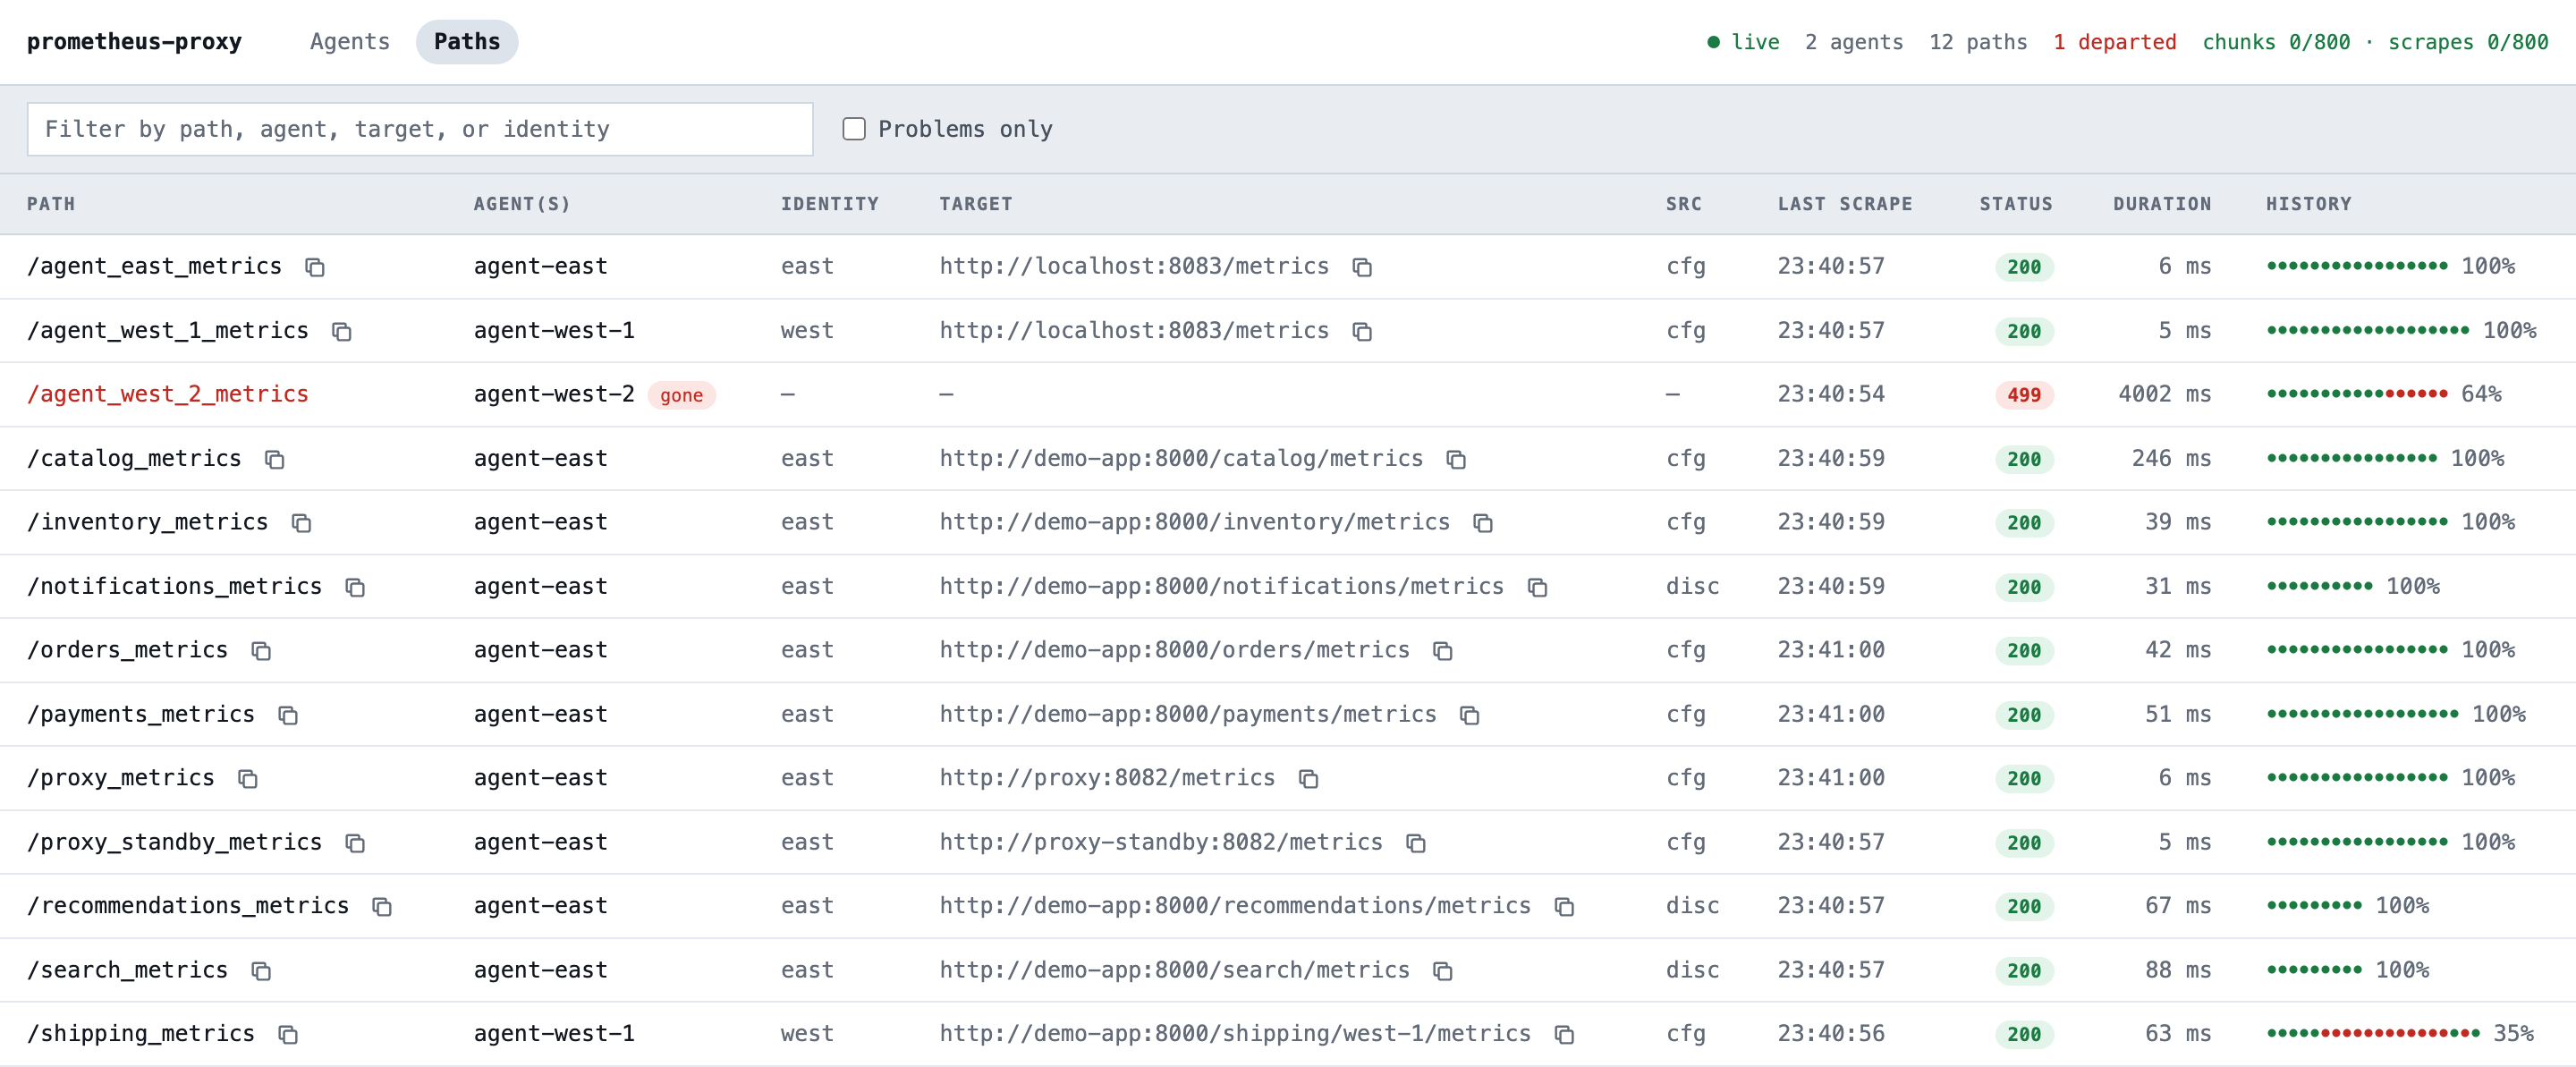 prometheus-proxy Agents Paths live 2 agents 12 paths 1 departed chunks 0/800 · scrapes 0/800
Filter by path, agent, target, or identity Problems only
PATH AGENT(S) IDENTITY TARGET SRC LAST SCRAPE STATUS DURATION HISTORY
/agent_east_metrics agent-east east http://localhost:8083/metrics cfg 23:40:57 200 6 ms 100%
/agent_west_1_metrics agent-west-1 west http://localhost:8083/metrics cfg 23:40:57 200 5 ms 100%
/agent_west_2_metrics agent-west-2 gone — — — 23:40:54 499 4002 ms 64%
/catalog_metrics agent-east east http://demo-app:8000/catalog/metrics cfg 23:40:59 200 246 ms 100%
/inventory_metrics agent-east east http://demo-app:8000/inventory/metrics cfg 23:40:59 200 39 ms 100%
/notifications_metrics agent-east east http://demo-app:8000/notifications/metrics disc 23:40:59 200 31 ms 100%
/orders_metrics agent-east east http://demo-app:8000/orders/metrics cfg 23:41:00 200 42 ms 100%
/payments_metrics agent-east east http://demo-app:8000/payments/metrics cfg 23:41:00 200 51 ms 100%
/proxy_metrics agent-east east http://proxy:8082/metrics cfg 23:41:00 200 6 ms 100%
/proxy_standby_metrics agent-east east http://proxy-standby:8082/metrics cfg 23:40:57 200 5 ms 100%
/recommendations_metrics agent-east east http://demo-app:8000/recommendations/metrics disc 23:40:57 200 67 ms 100%
/search_metrics agent-east east http://demo-app:8000/search/metrics disc 23:40:57 200 88 ms 100%
/shipping_metrics agent-west-1 west http://demo-app:8000/shipping/west-1/metrics cfg 23:40:56 200 63 ms 35%